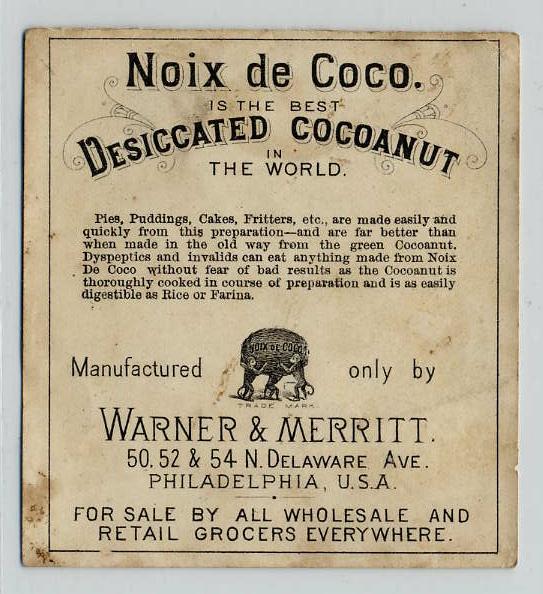 Noix de Coco.
IS THE BEST
DESICCATED COCOANUT
IN
THE WORLD.
Pies, Puddings, Cakes, Fritters, etc., are made easily and
quickly from this preparation—and are far better than
when made in the old way from the green Cocoanut.
Dyspeptics and invalids can eat anything made from Noix
De Coco without fear of bad results as the Cocoanut is
thoroughly cooked in course of preparation and is as easily
digestible as Rice or Farina.
NOIX DE COCO
Manufactured only by
TRADE MARK.
WARNER & MERRITT.
50, 52 & 54 N. DELAWARE AVE.
PHILADELPHIA, U.S.A.
FOR SALE BY ALL WHOLESALE AND
RETAIL GROCERS EVERYWHERE.